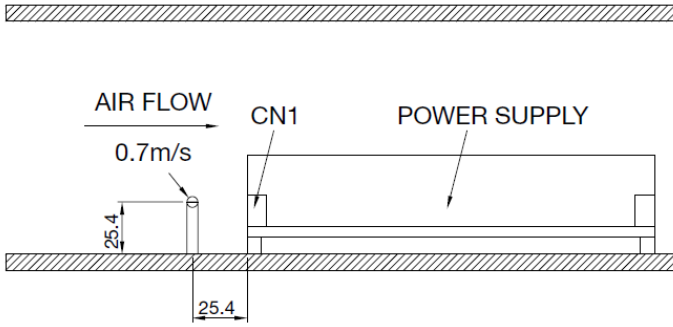 AIR FLOW
CN1
POWER SUPPLY
0.7m/s
25.4
25.4